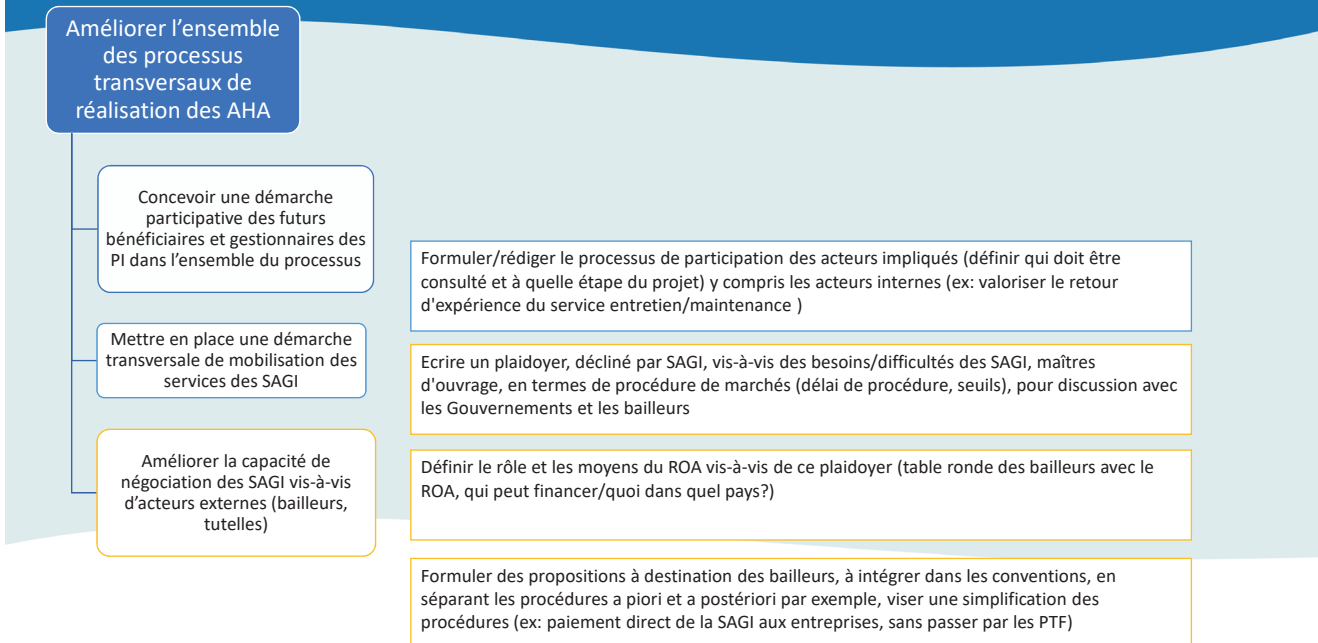 Améliorer l’ensemble
des processus
transversaux de
réalisation des AHA
Concevoir une démarche
participative des futurs
bénéficiaires et gestionnaires des
PI dans l’ensemble du processus
Mettre en place une démarche
transversale de mobilisation des
services des SAGI
Améliorer la capacité de
négociation des SAGI vis-à-vis
d’acteurs externes (bailleurs,
tutelles)
Formuler/rédiger le processus de participation des acteurs impliqués (définir qui doit être
consulté et à quelle étape du projet) y compris les acteurs internes (ex: valoriser le retour
d'expérience du service entretien/maintenance )
Ecrire un plaidoyer, décliné par SAGI, vis-à-vis des besoins/difficultés des SAGI, maîtres
d'ouvrage, en termes de procédure de marchés (délai de procédure, seuils), pour discussion avec
les Gouvernements et les bailleurs
Définir le rôle et les moyens du ROA vis-à-vis de ce plaidoyer (table ronde des bailleurs avec le
ROA, qui peut financer/quoi dans quel pays?)
Formuler des propositions à destination des bailleurs, à intégrer dans les conventions, en
séparant les procédures a piori et a postériori par exemple, viser une simplification des
procédures (ex: paiement direct de la SAGI aux entreprises, sans passer par les PTF)